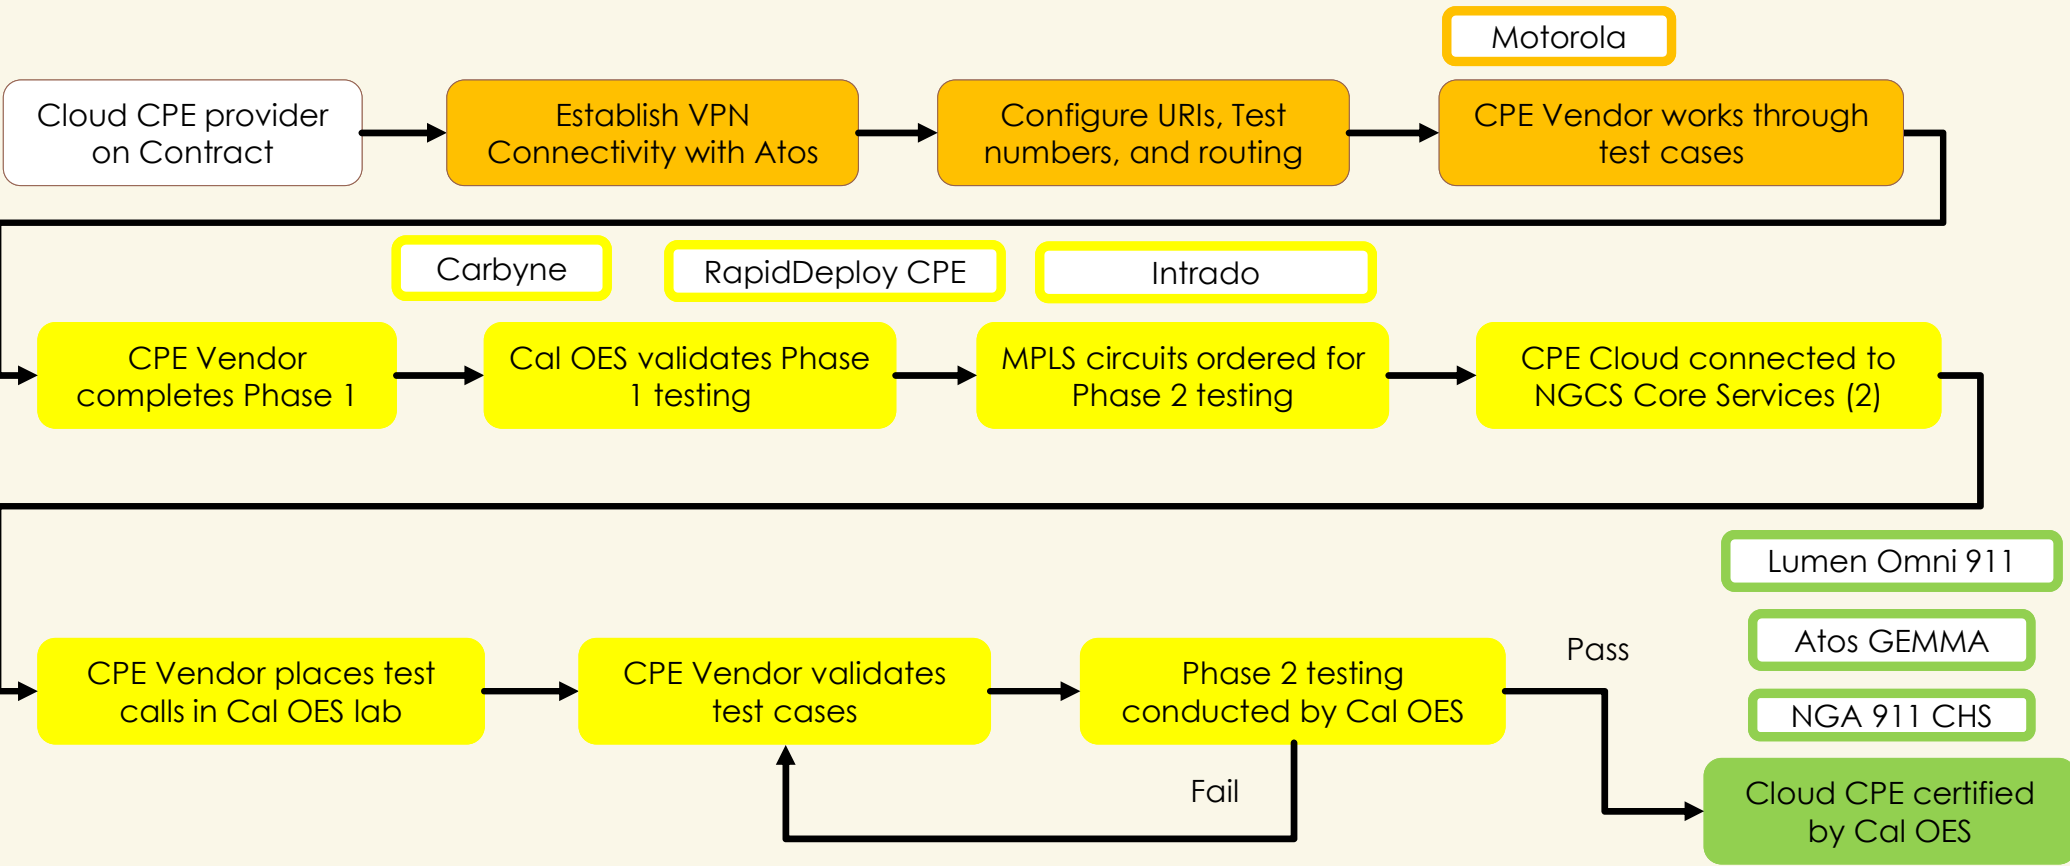 Motorola
Cloud CPE provider
on Contract
Establish VPN
Connectivity with Atos
Configure URIs, Test
numbers, and routing
CPE Vendor works through
test cases
Carbyne
RapidDeploy CPE
Intrado
CPE Vendor
completes Phase 1
Cal OES validates Phase
1 testing
MPLS circuits ordered for
Phase 2 testing
CPE Cloud connected to
NGCS Core Services (2)
Lumen Omni 911
Atos GEMMA
NGA 911 CHS
CPE Vendor places test
calls in Cal OES lab
CPE Vendor validates
test cases
Phase 2 testing
conducted by Cal OES
Pass
Fail
Cloud CPE certified
by Cal OES